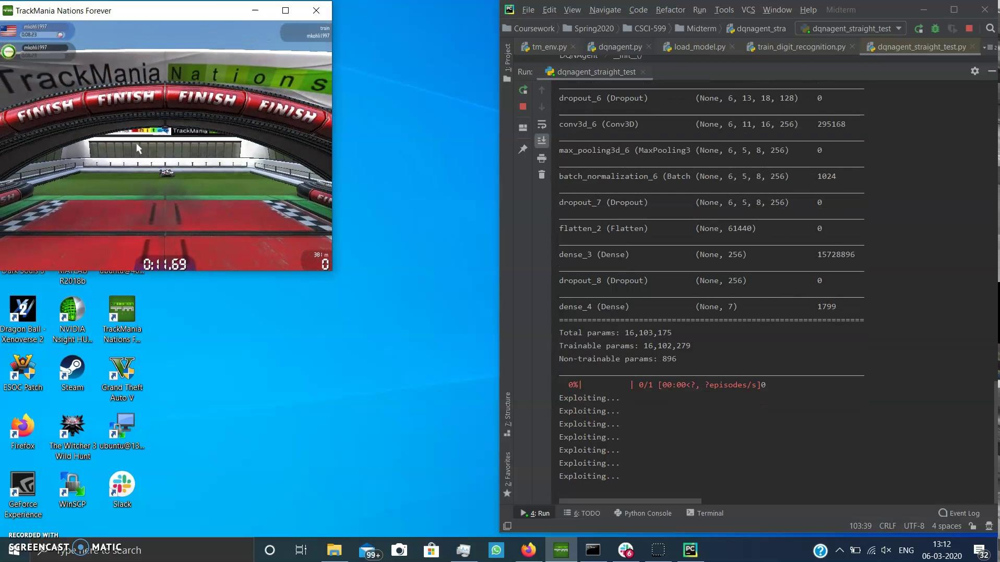 TrackMania Nations Forever
mkohli1997
0:08.23
mkohli1997
0:08.23
train
mkohli1997
TrackMania Nations
FINISH FINISH FINISH FINISH
TrackMania
FINISH
0:11.69
381 m
0
R2018b
Dragon Ball -
Xenoverse 2
NVIDIA
Nsight HU...
TrackMania
Nations F...
ESOC Patch
Steam
Grand Theft
Auto V
Firefox
The Witcher 3
Wild Hunt
ubuntu@13...
GeForce
Experience
WinSCP
Slack
RECORDED WITH
SCREENCAST MATIC
Type here to search
File Edit View Navigate Code Refactor Run Tools VCS Window Help Midterm
Coursework Spring2020 CSCI-599 Midterm dqnagent_stra dqnagent_straight_test
tm_env.py dqnagent.py load_model.py train_digit_recognition.py dqnagent_straight_test.py
DQNAgent __init__()
1: Project
Run: dqnagent_straight_test
dropout_6 (Dropout) (None, 6, 13, 18, 128) 0
conv3d_6 (Conv3D) (None, 6, 11, 16, 256) 295168
max_pooling3d_6 (MaxPooling3 (None, 6, 5, 8, 256) 0
batch_normalization_6 (Batch (None, 6, 5, 8, 256) 1024
dropout_7 (Dropout) (None, 6, 5, 8, 256) 0
flatten_2 (Flatten) (None, 61440) 0
dense_3 (Dense) (None, 256) 15728896
dropout_8 (Dropout) (None, 256) 0
dense_4 (Dense) (None, 7) 1799
Total params: 16,103,175
Trainable params: 16,102,279
Non-trainable params: 896
0%| | 0/1 [00:00<?, ?episodes/s]0
Exploiting...
Exploiting...
Exploiting...
Exploiting...
Exploiting...
Exploiting...
Exploiting...
7: Structure
2: Favorites
4: Run 6: TODO Python Console Terminal Event Log
103:39 CRLF UTF-8 4 spaces
99+
6
ENG
13:12
06-03-2020
32